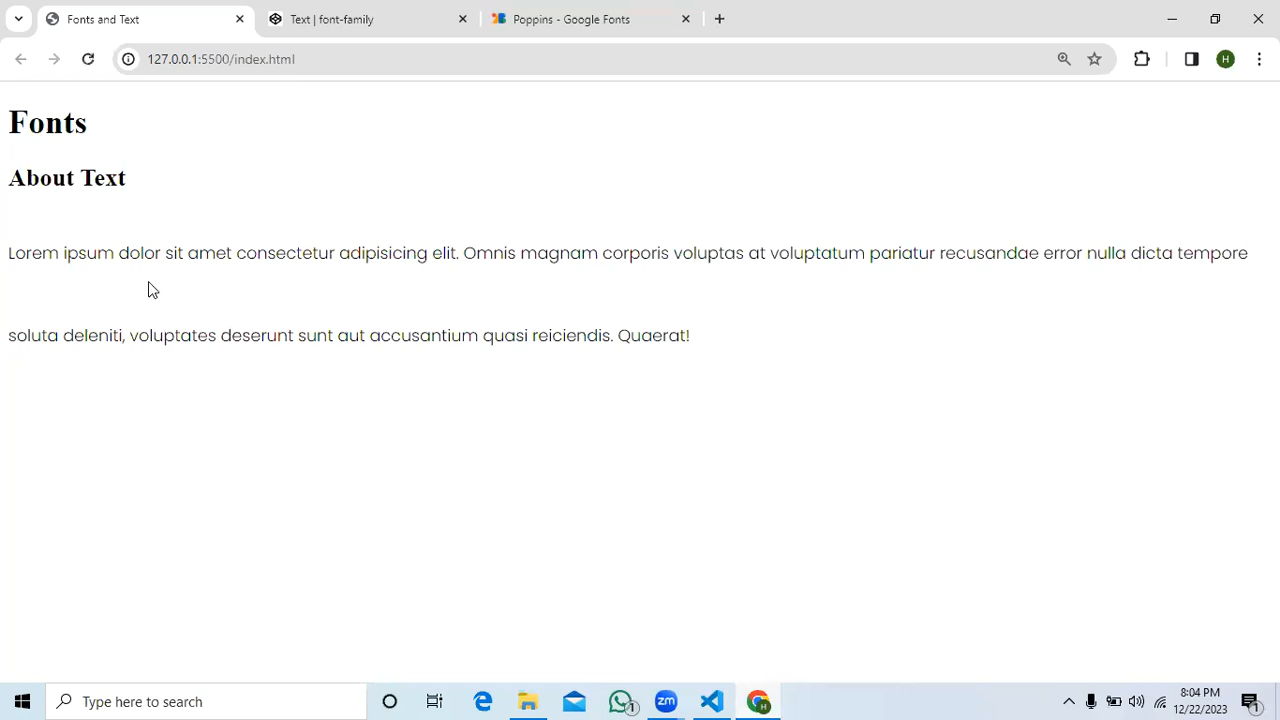 Fonts and Text
Text | font-family
Poppins - Google Fonts
127.0.0.1:5500/index.html
H
Fonts
About Text
Lorem ipsum dolor sit amet consectetur adipisicing elit. Omnis magnam corporis voluptas at voluptatum pariatur recusandae error nulla dicta tempore
soluta deleniti, voluptates deserunt sunt aut accusantium quasi reiciendis. Quaerat!
Type here to search
1
zm
H
8:04 PM
12/22/2023
1